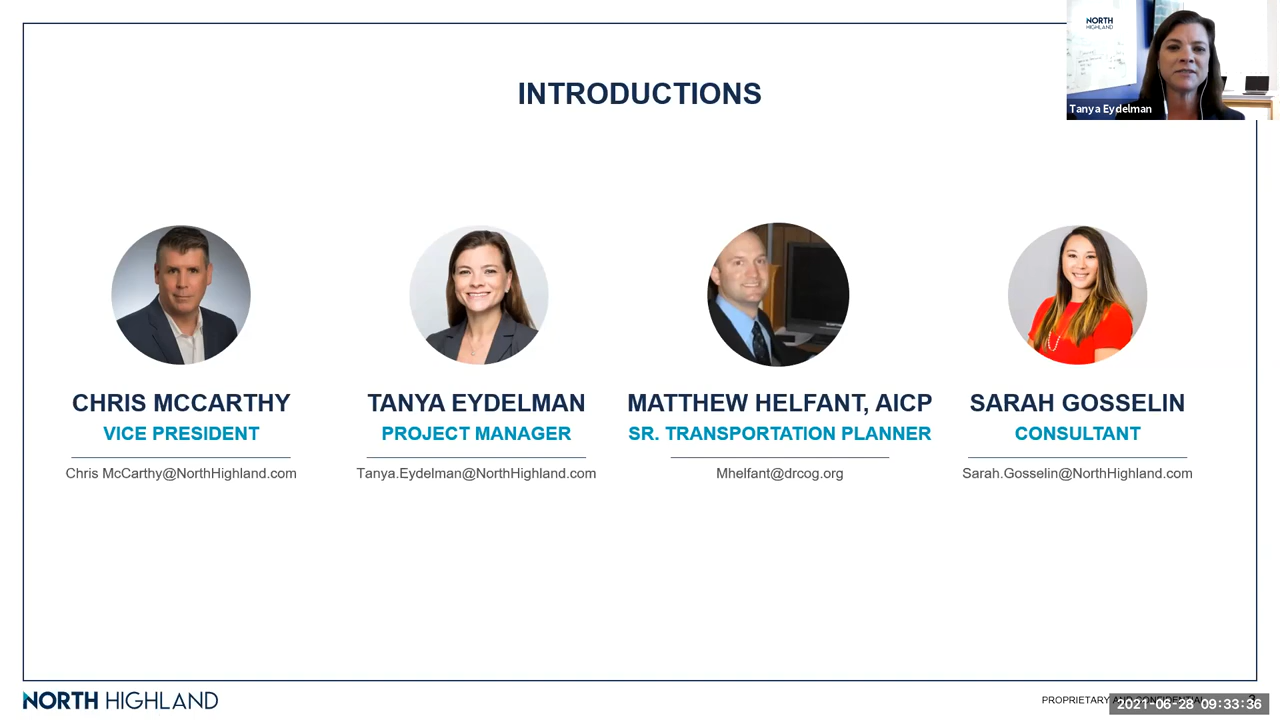 NORTH
HIGHLAND
Tanya Eydelman
INTRODUCTIONS
CHRIS MCCARTHY
VICE PRESIDENT
Chris McCarthy@NorthHighland.com
TANYA EYDELMAN
PROJECT MANAGER
Tanya.Eydelman@NorthHighland.com
MATTHEW HELFANT, AICP
SR. TRANSPORTATION PLANNER
Mhelfant@drcog.org
SARAH GOSSELIN
CONSULTANT
Sarah.Gosselin@NorthHighland.com
NORTH HIGHLAND
PROPRIETARY AND CONFIDENTIAL
2021-06-28 09:33:36